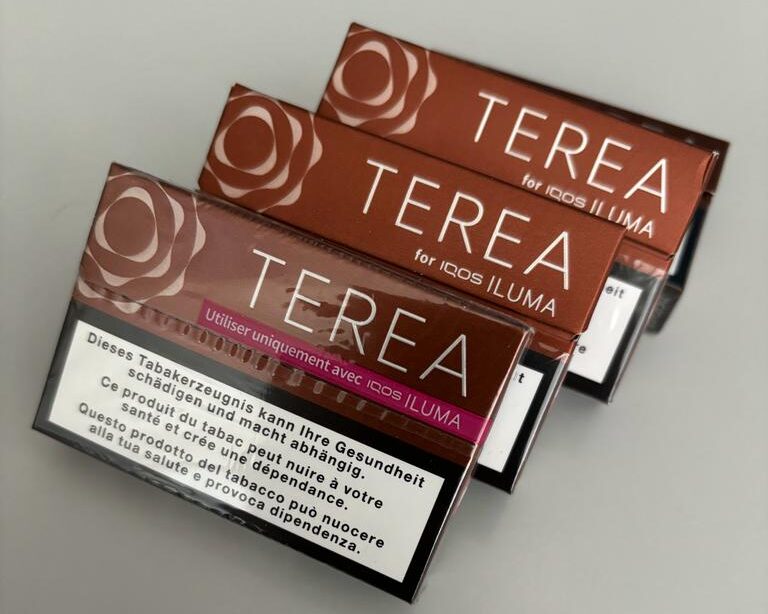 TEREA
for IQOS ILUMA
TEREA
for IQOS ILUMA
TEREA
Utiliser uniquement avec IQOS ILUMA
Dieses Tabakerzeugnis kann Ihre Gesundheit
schädigen und macht abhängig.
Ce produit du tabac peut nuire à votre
santé et crée une dépendance.
Questo prodotto del tabacco può nuocere
alla tua salute e provoca dipendenza.
eit
re
t